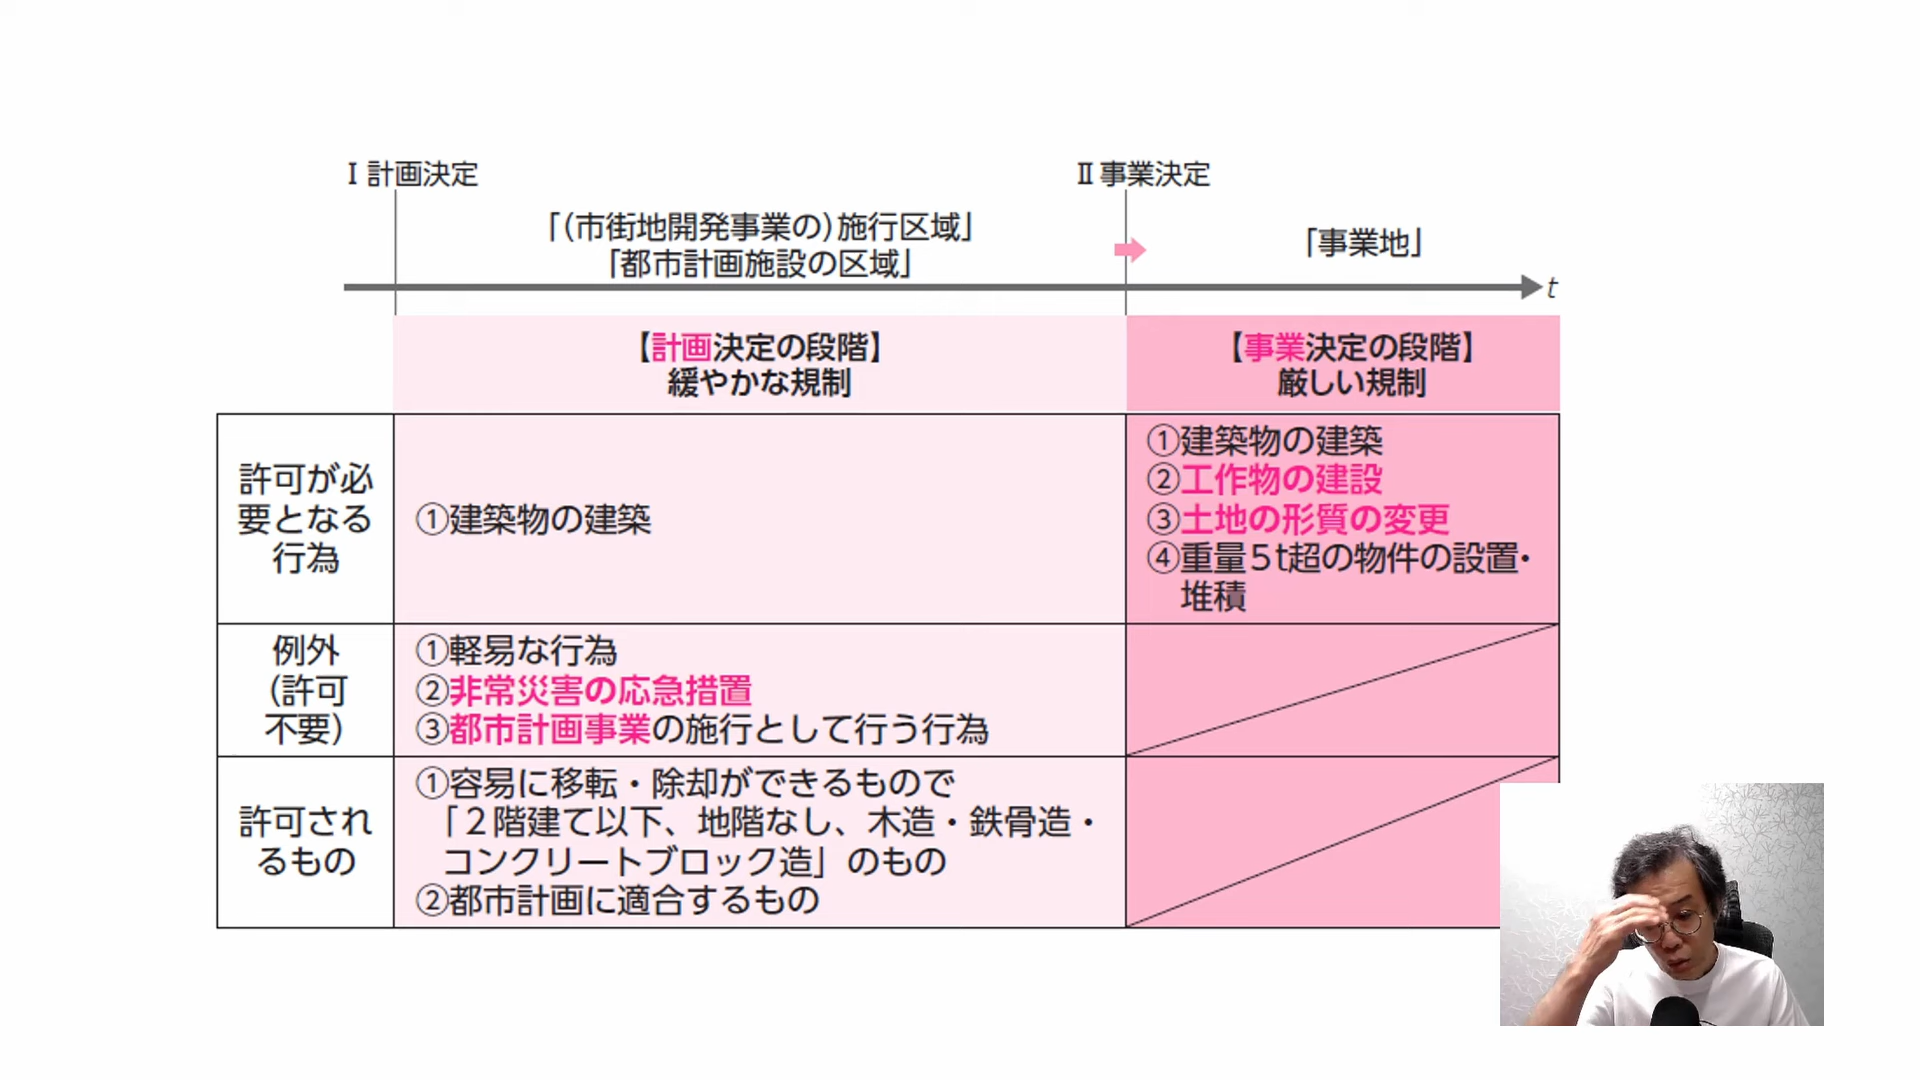 Ⅰ 計画決定
Ⅱ 事業決定
「(市街地開発事業の)施行区域」
「都市計画施設の区域」
「事業地」
t
【計画決定の段階】
緩やかな規制
【事業決定の段階】
厳しい規制
許可が必
要となる
行為
①建築物の建築
①建築物の建築
②工作物の建設
③土地の形質の変更
④重量5t超の物件の設置・
堆積
例外
(許可
不要)
①軽易な行為
②非常災害の応急措置
③都市計画事業の施行として行う行為
許可され
るもの
①容易に移転・除却ができるもので
「2階建て以下、地階なし、木造・鉄骨造・
コンクリートブロック造」のもの
②都市計画に適合するもの